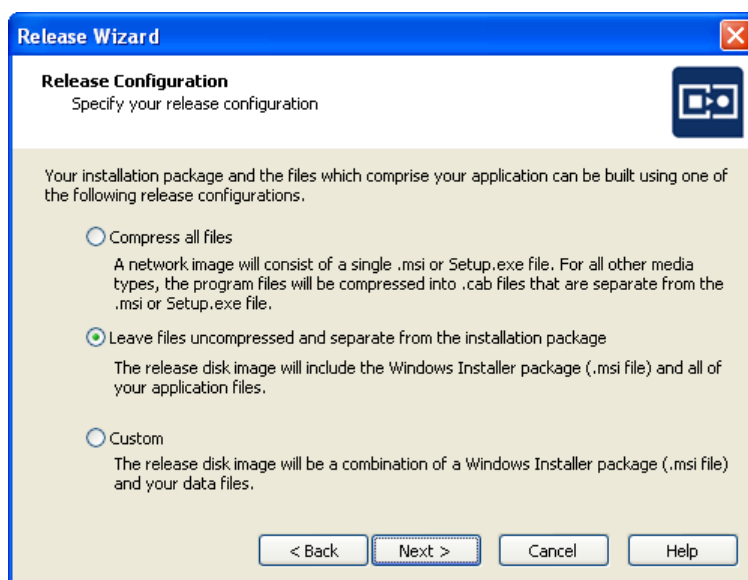 Release Wizard
Release Configuration
Specify your release configuration
Your installation package and the files which comprise your application can be built using one of
the following release configurations.
Compress all files
A network image will consist of a single .msi or Setup.exe file. For all other media
types, the program files will be compressed into .cab files that are separate from the
.msi or Setup.exe file.
Leave files uncompressed and separate from the installation package
The release disk image will include the Windows Installer package (.msi file) and all of
your application files.
Custom
The release disk image will be a combination of a Windows Installer package (.msi file)
and your data files.
< Back Next > Cancel Help